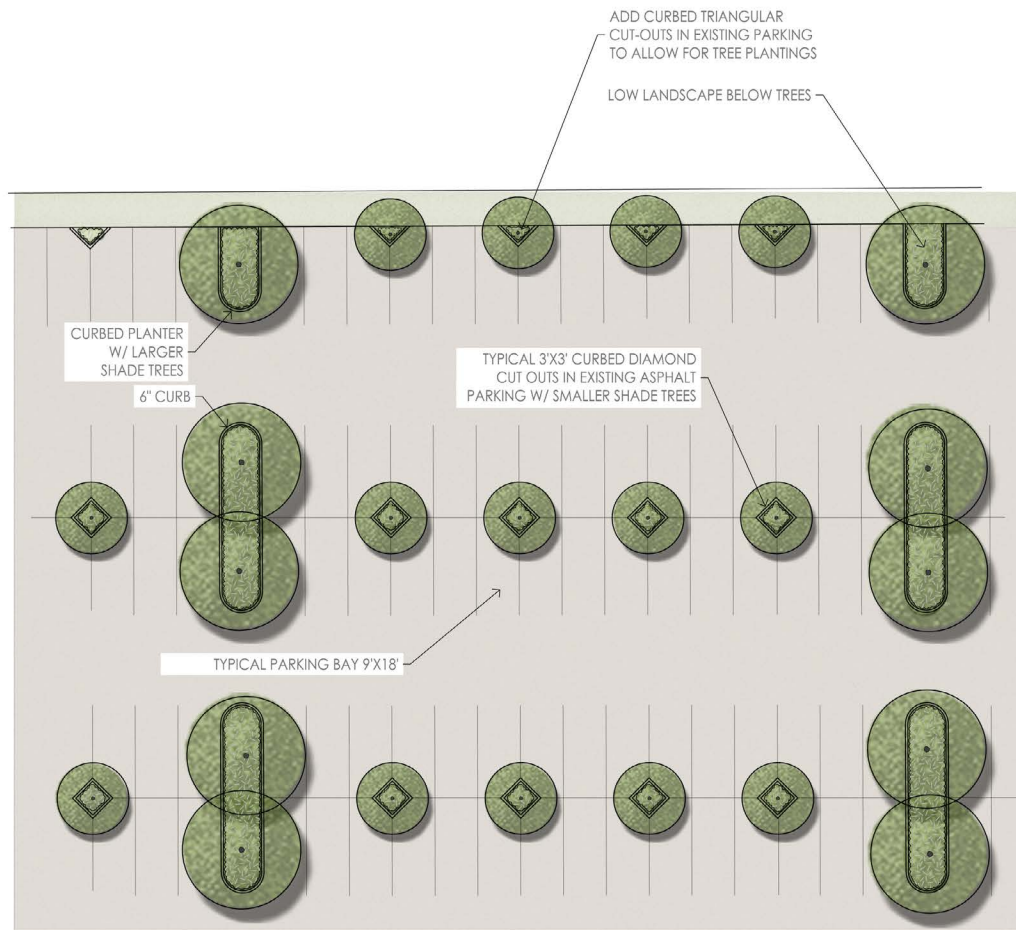 ADD CURBED TRIANGULAR
CUT-OUTS IN EXISTING PARKING
TO ALLOW FOR TREE PLANTINGS
LOW LANDSCAPE BELOW TREES
CURBED PLANTER
W/ LARGER
SHADE TREES
6" CURB
TYPICAL 3'X3' CURBED DIAMOND
CUT OUTS IN EXISTING ASPHALT
PARKING W/ SMALLER SHADE TREES
TYPICAL PARKING BAY 9'X18'